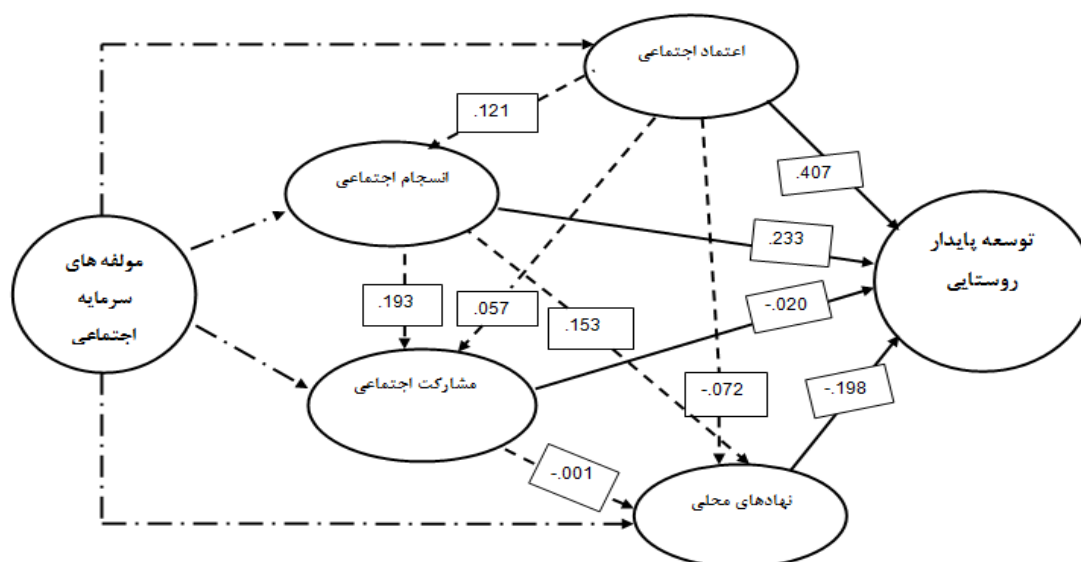 اعتماد اجتماعی
.121
انسجام اجتماعی
.407
توسعه پایدار
روستایی
.233
مولفه های
سرمایه
اجتماعی
.193
.057
.153
-.020
مشارکت اجتماعی
-.072
-.198
-.001
نهادهای محلی